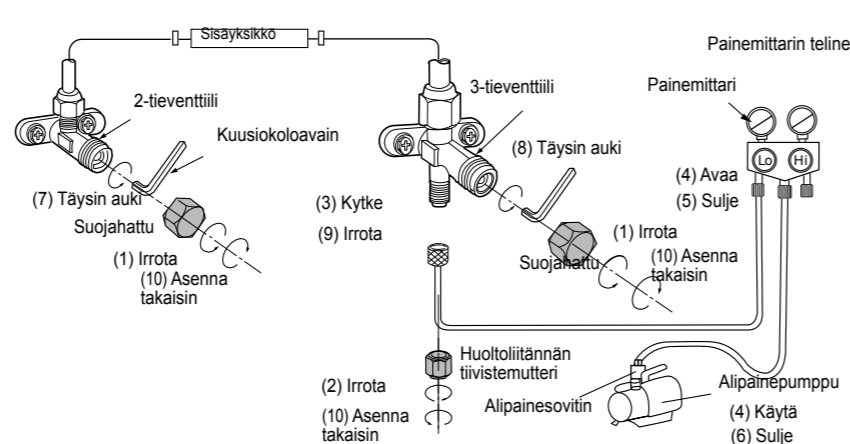 Sisäyksikkö
Painemittarin teline
2-tieventtiili
3-tieventtiili
Painemittari
Kuusiokoloavain
(8) Täysin auki
Lo
Hi
(4) Avaa
(5) Sulje
(7) Täysin auki
Suojahattu
(3) Kytke
(9) Irrota
(1) Irrota
(10) Asenna
takaisin
Suojahattu
(1) Irrota
(10) Asenna
takaisin
Huoltoliitännän
tiivistemutteri
(2) Irrota
(10) Asenna
takaisin
Alipainesovitin
Alipainepumppu
(4) Käytä
(6) Sulje